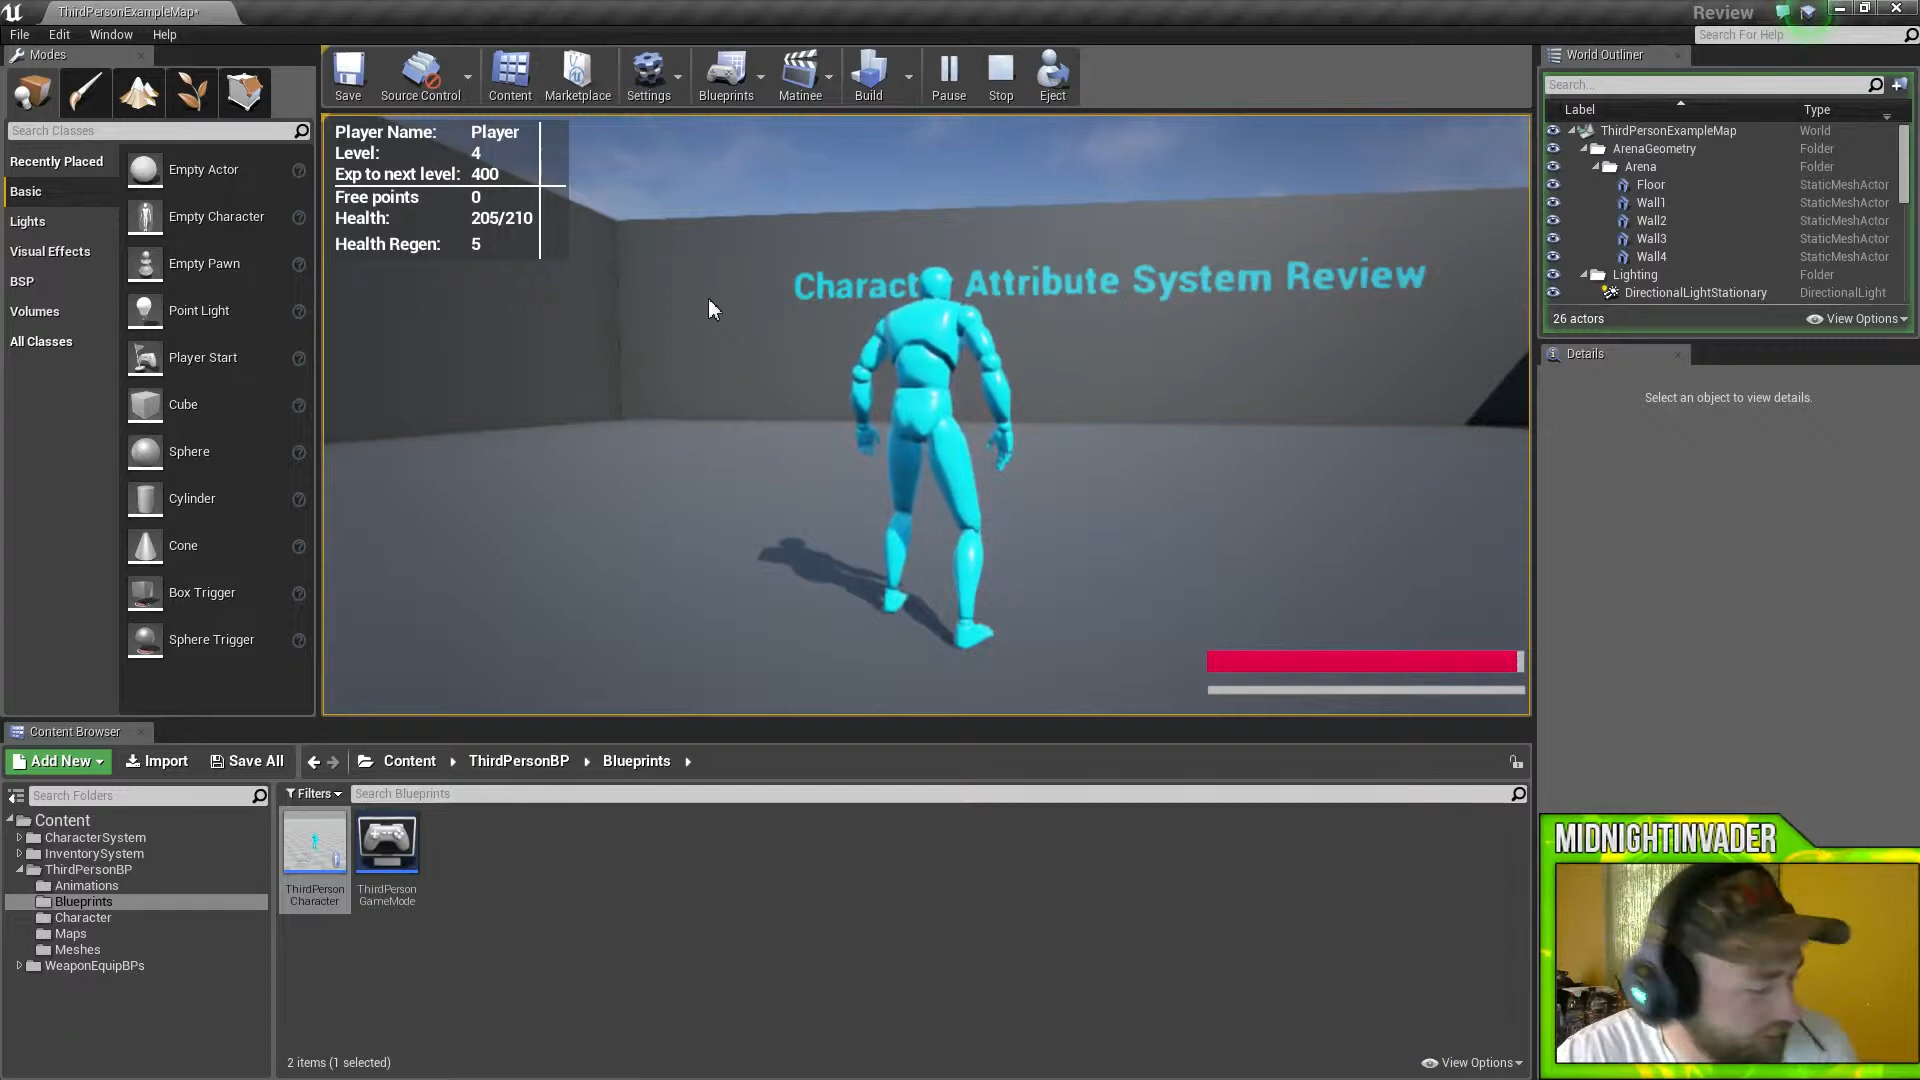 ThirdPersonExampleMap*
Review
File Edit Window Help
Search For Help
Modes
Search Classes
Recently Placed
Basic
Lights
Visual Effects
BSP
Volumes
All Classes
Empty Actor
Empty Character
Empty Pawn
Point Light
Player Start
Cube
Sphere
Cylinder
Cone
Box Trigger
Sphere Trigger
Save Source Control Content Marketplace Settings Blueprints Matinee Build Pause Stop Eject
Player Name: Player
Level: 4
Exp to next level: 400
Free points 0
Health: 205/210
Health Regen: 5
Charact Attribute System Review
World Outliner
Search...
Label Type
ThirdPersonExampleMap World
ArenaGeometry Folder
Arena Folder
Floor StaticMeshActor
Wall1 StaticMeshActor
Wall2 StaticMeshActor
Wall3 StaticMeshActor
Wall4 StaticMeshActor
Lighting Folder
DirectionalLightStationary DirectionalLight
26 actors View Options
Details
Select an object to view details.
Content Browser
Add New Import Save All Content ThirdPersonBP Blueprints
Search Folders
Filters Search Blueprints
Content
CharacterSystem
InventorySystem
ThirdPersonBP
Animations
Blueprints
Character
Maps
Meshes
WeaponEquipBPs
ThirdPerson
Character
ThirdPerson
GameMode
2 items (1 selected) View Options
MIDNIGHTINVADER